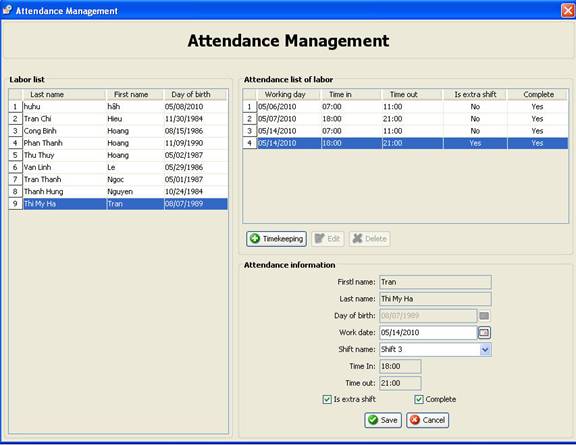 Attendance Management
Attendance Management
Labor list
Last name First name Day of birth
1 huhu hâh 05/08/2010
2 Tran Chi Hieu 11/30/1984
3 Cong Binh Hoang 08/15/1986
4 Phan Thanh Hoang 11/09/1990
5 Thu Thuy Hoang 05/02/1987
6 Van Linh Le 05/29/1986
7 Tran Thanh Ngoc 05/01/1987
8 Thanh Hung Nguyen 10/24/1984
9 Thi My Ha Tran 08/07/1989
Attendance list of labor
Working day Time in Time out Is extra shift Complete
1 05/06/2010 07:00 11:00 No Yes
2 05/07/2010 18:00 21:00 No Yes
3 05/14/2010 07:00 11:00 No Yes
4 05/14/2010 18:00 21:00 Yes Yes
Timekeeping Edit Delete
Attendance information
Firstl name: Tran
Last name: Thi My Ha
Day of birth: 08/07/1989
Work date: 05/14/2010
Shift name: Shift 3
Time In: 18:00
Time out: 21:00
Is extra shift Complete
Save Cancel